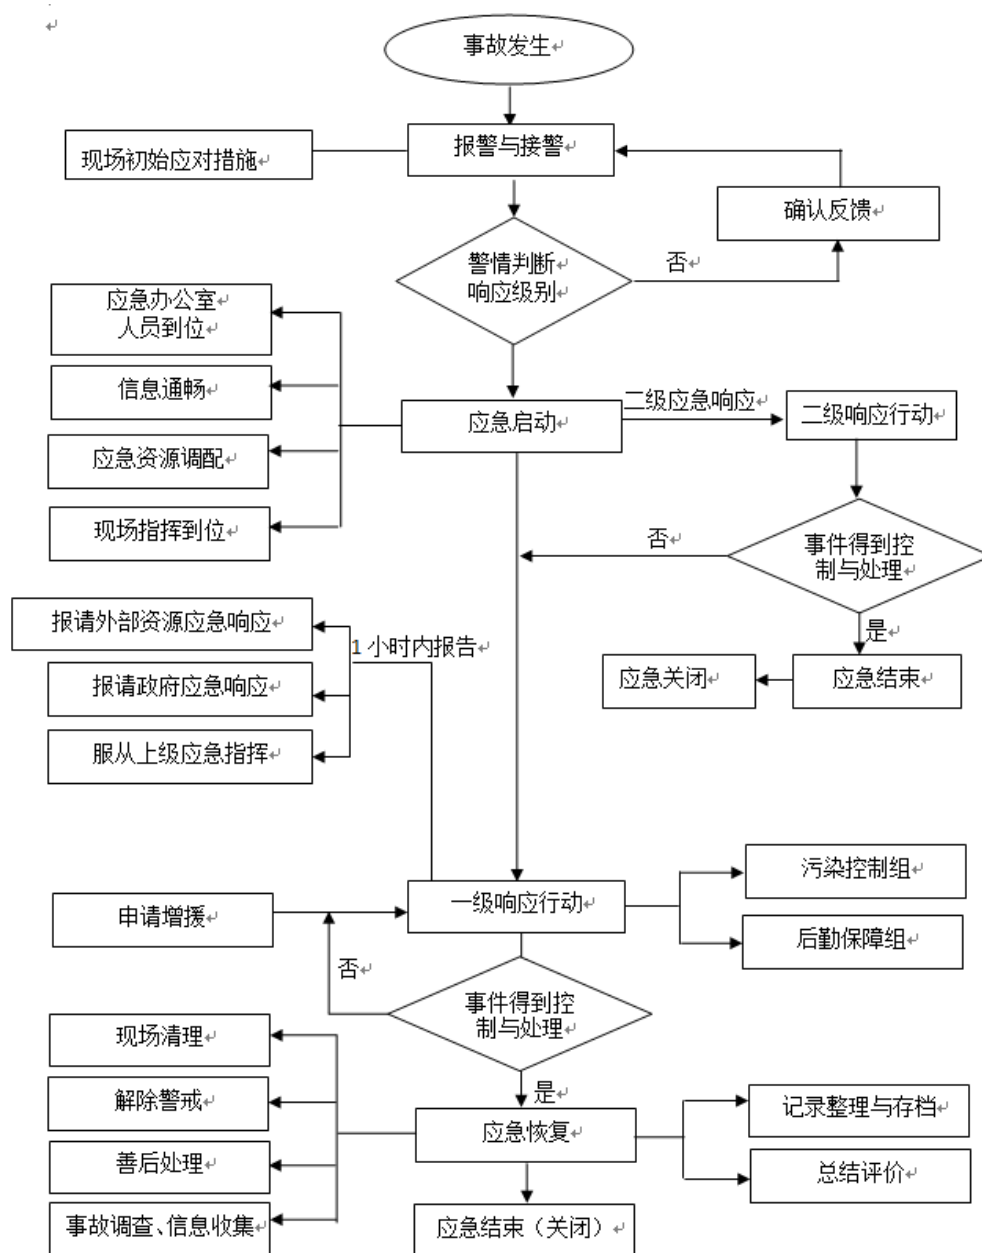 事故发生
报警与接警
现场初始应对措施
确认反馈
警情判断
响应级别
否
应急办公室
人员到位
信息通畅
应急资源调配
现场指挥到位
应急启动
二级应急响应
二级响应行动
事件得到控
制与处理
否
是
应急结束
应急关闭
报请外部资源应急响应
1 小时内报告
报请政府应急响应
服从上级应急指挥
一级响应行动
污染控制组
后勤保障组
申请增援
否
事件得到控
制与处理
是
现场清理
解除警戒
善后处理
事故调查、信息收集
应急恢复
记录整理与存档
总结评价
应急结束（关闭）